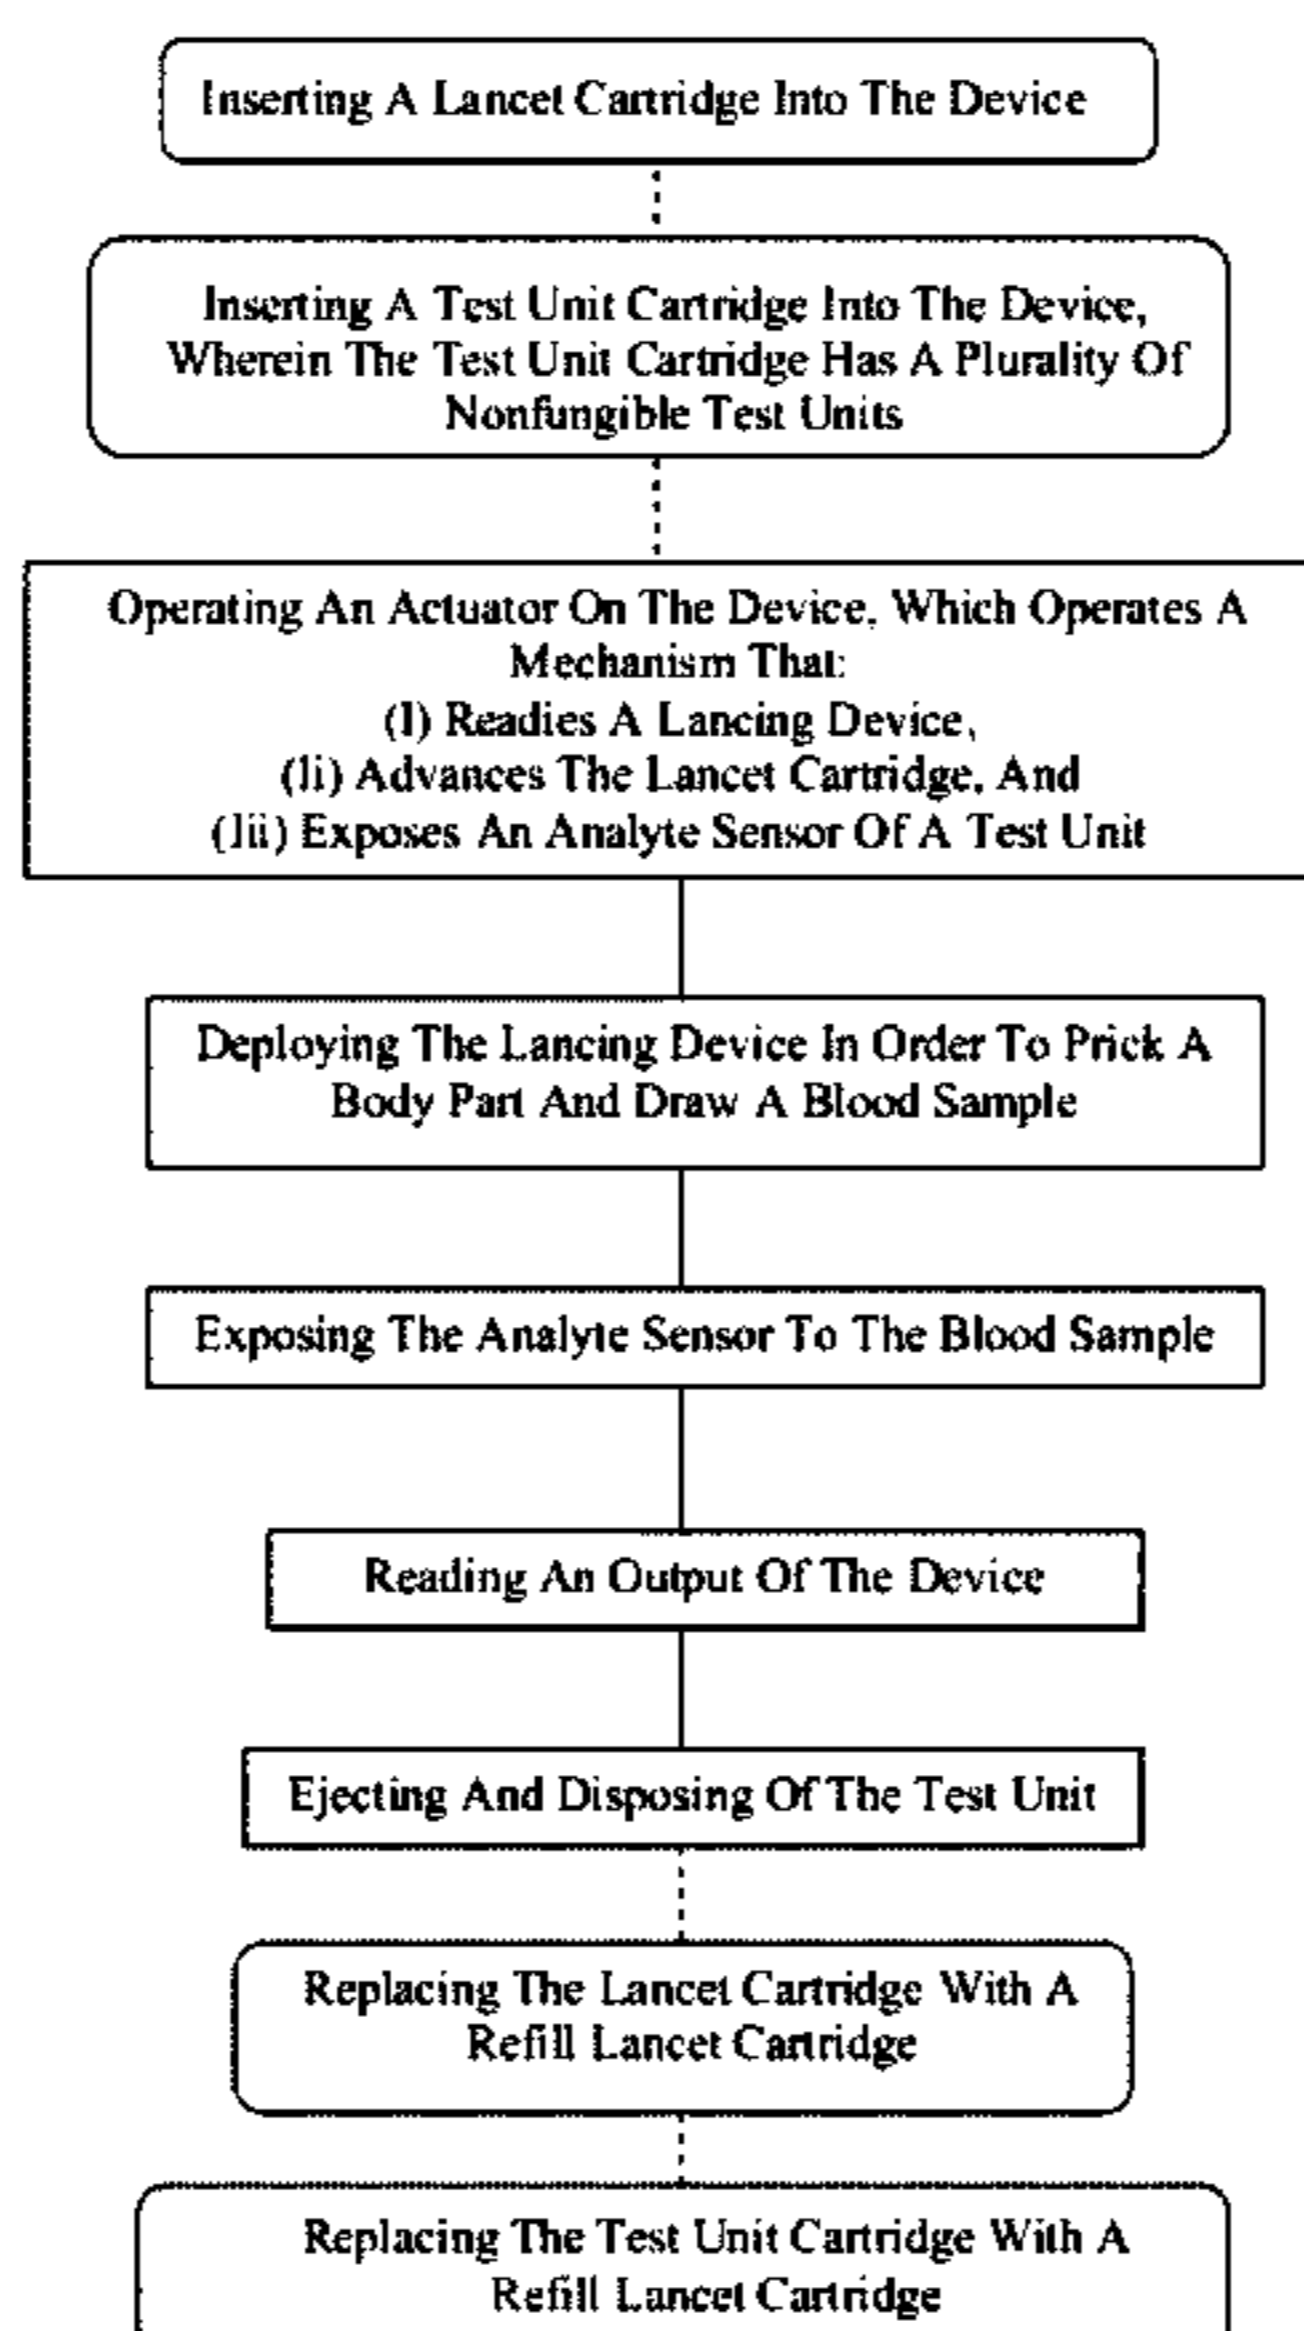 Inserting A Lancet Cartridge Into The Device
Inserting A Test Unit Cartridge Into The Device,
Wherein The Test Unit Cartridge Has A Plurality Of
Nonfungible Test Units
Operating An Actuator On The Device, Which Operates A
Mechanism That:
(I) Readies A Lancing Device,
(Ii) Advances The Lancet Cartridge, And
(Iii) Exposes An Analyte Sensor Of A Test Unit
Deploying The Lancing Device In Order To Prick A
Body Part And Draw A Blood Sample
Exposing The Analyte Sensor To The Blood Sample
Reading An Output Of The Device
Ejecting And Disposing Of The Test Unit
Replacing The Lancet Cartridge With A
Refill Lancet Cartridge
Replacing The Test Unit Cartridge With A
Refill Lancet Cartridge